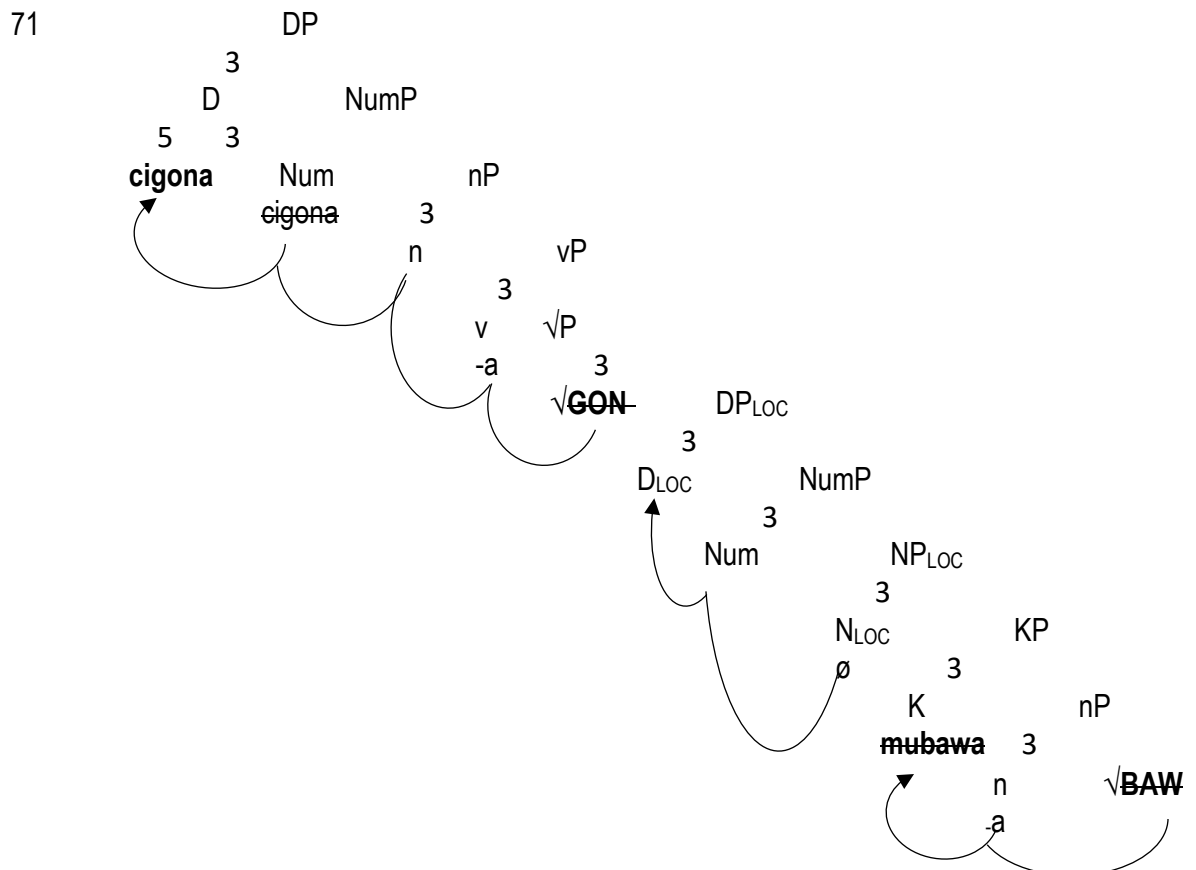 71 DP
3
D NumP
5 3
cigona Num nP
cigona 3
n vP
3
v √P
-a 3
√GON DPLOC
3
DLOC NumP
3
Num NPLOC
3
NLOC KP
ø 3
K nP
mubawa 3
n √BAW
-a